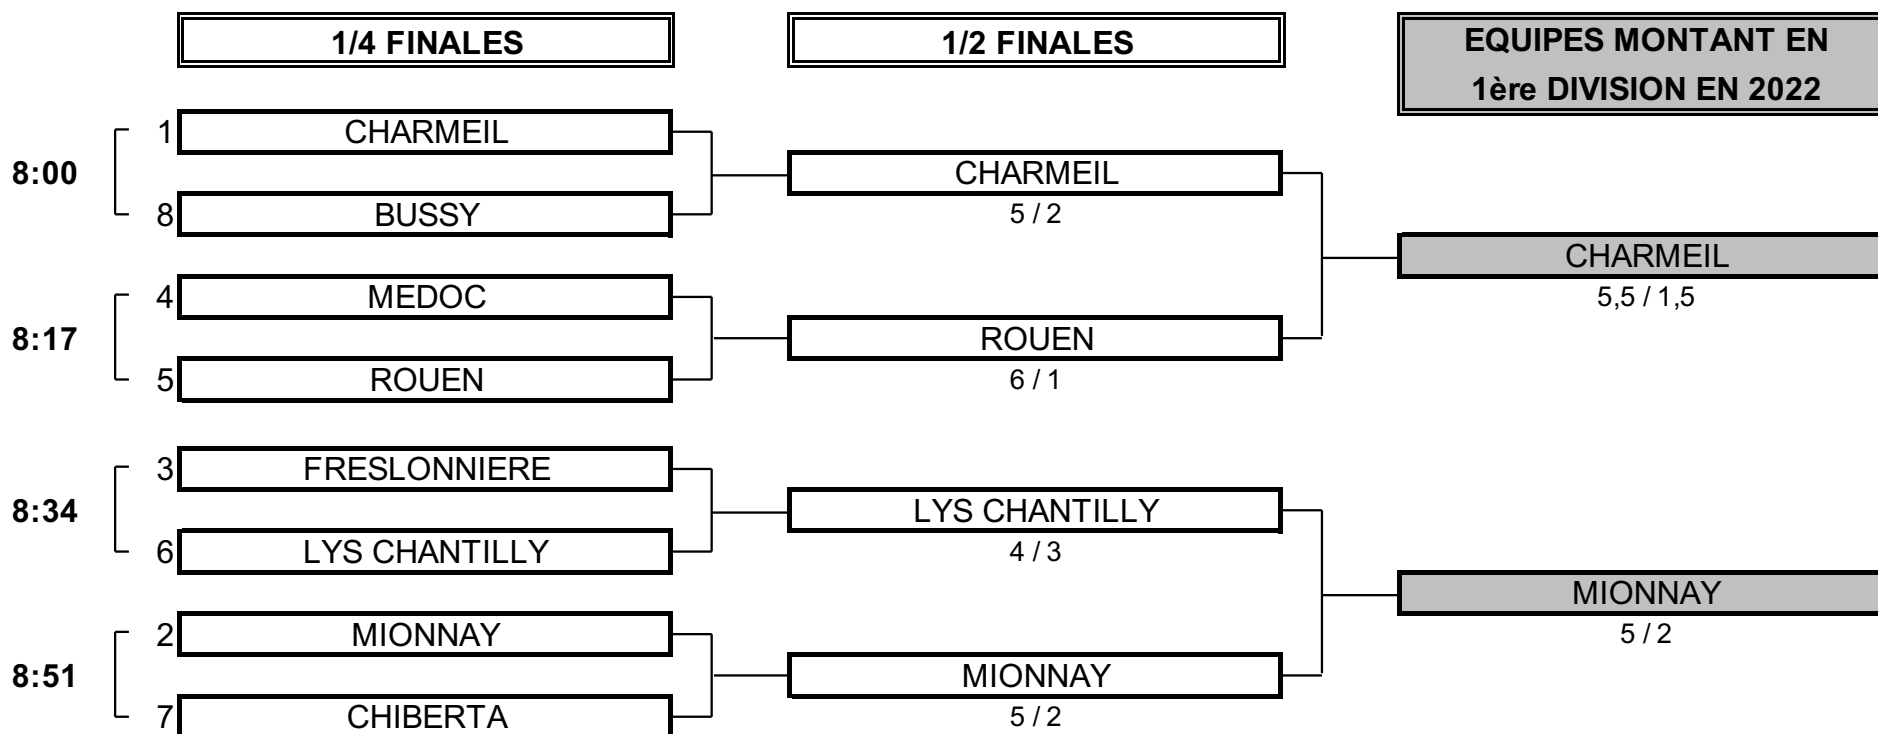 1/4 FINALES
1/2 FINALES
EQUIPES MONTANT EN
1ère DIVISION EN 2022
8:00
1
CHARMEIL
8
BUSSY
CHARMEIL
5 / 2
8:17
4
MEDOC
5
ROUEN
ROUEN
6 / 1
CHARMEIL
5,5 / 1,5
8:34
3
FRESLONNIERE
6
LYS CHANTILLY
LYS CHANTILLY
4 / 3
8:51
2
MIONNAY
7
CHIBERTA
MIONNAY
5 / 2
MIONNAY
5 / 2